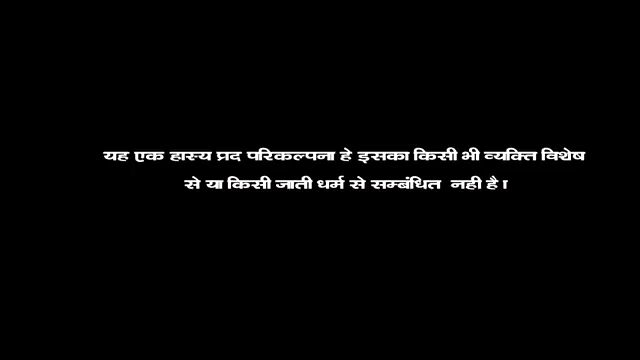 यह एक हास्य प्रद परिकल्पना हे इसका किसी भी व्यक्ति विशेष
से या किसी जाती धर्म से सम्बंधित नही है।